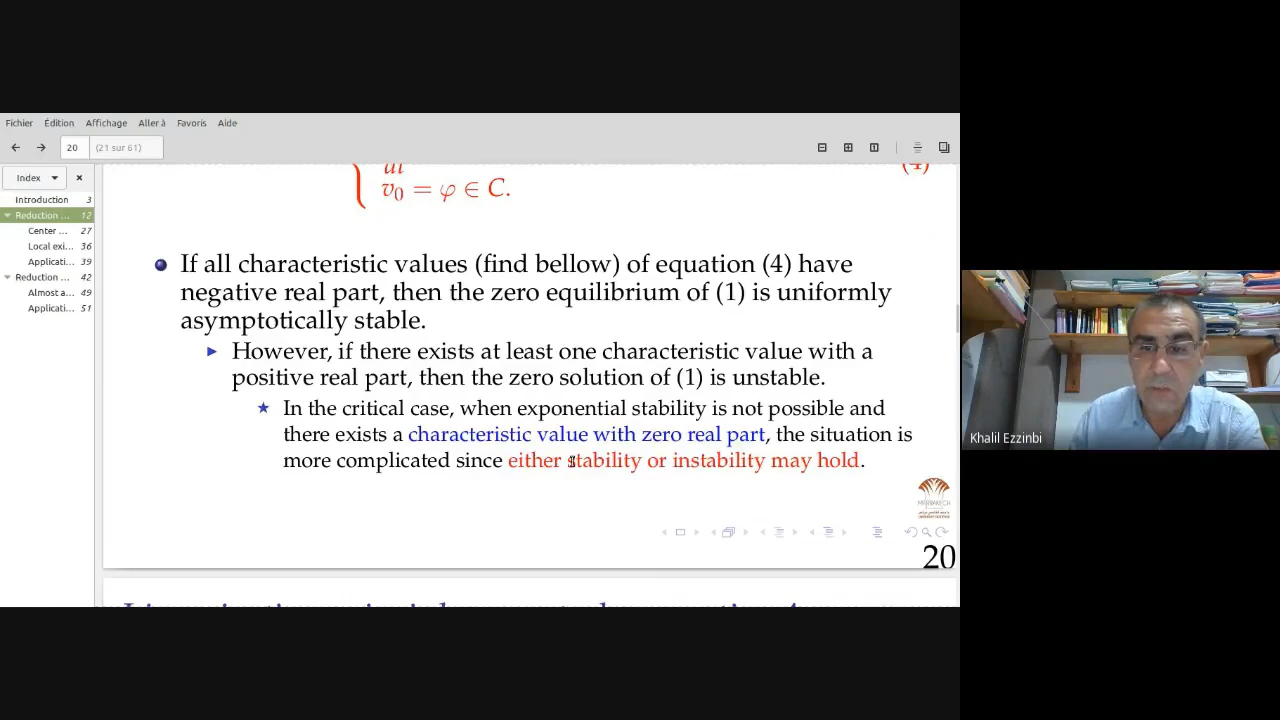 Fichier Édition Affichage Aller à Favoris Aide
20 (21 sur 61)
Index
Introduction 3
Reduction ... 12
Center ... 27
Local exi... 36
Applicati... 39
Reduction ... 42
Almost a... 49
Applicati... 51
(4)
v₀ = φ ∈ C.
If all characteristic values (find bellow) of equation (4) have
negative real part, then the zero equilibrium of (1) is uniformly
asymptotically stable.
However, if there exists at least one characteristic value with a
positive real part, then the zero solution of (1) is unstable.
In the critical case, when exponential stability is not possible and
there exists a characteristic value with zero real part, the situation is
more complicated since either stability or instability may hold.
20
Khalil Ezzinbi